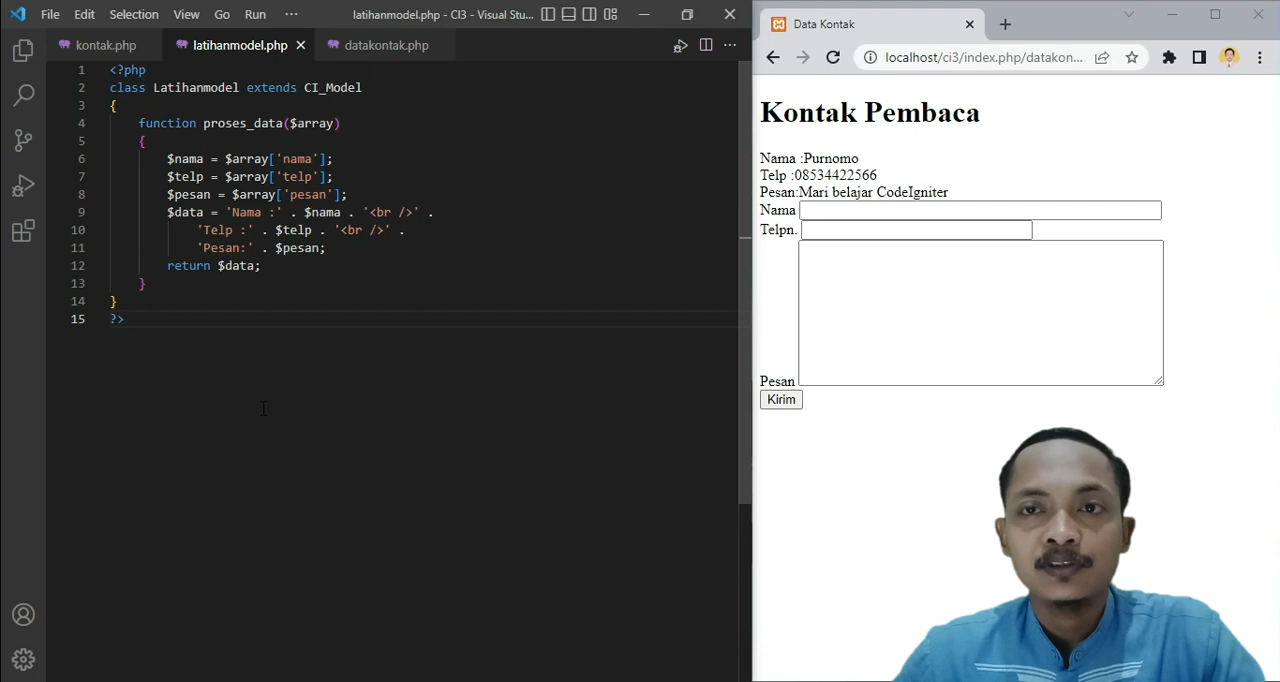 File Edit Selection View Go Run ··· latihanmodel.php - CI3 - Visual Stu...
kontak.php latihanmodel.php datakontak.php
1 <?php
2 class Latihanmodel extends CI_Model
3 {
4 function proses_data($array)
5 {
6 $nama = $array['nama'];
7 $telp = $array['telp'];
8 $pesan = $array['pesan'];
9 $data = 'Nama :' . $nama . '<br />' .
10 'Telp :' . $telp . '<br />' .
11 'Pesan:' . $pesan;
12 return $data;
13 }
14 }
15 ?>
Data Kontak
localhost/ci3/index.php/datakon...
Kontak Pembaca
Nama :Purnomo
Telp :08534422566
Pesan:Mari belajar CodeIgniter
Nama
Telpn.
Pesan
Kirim